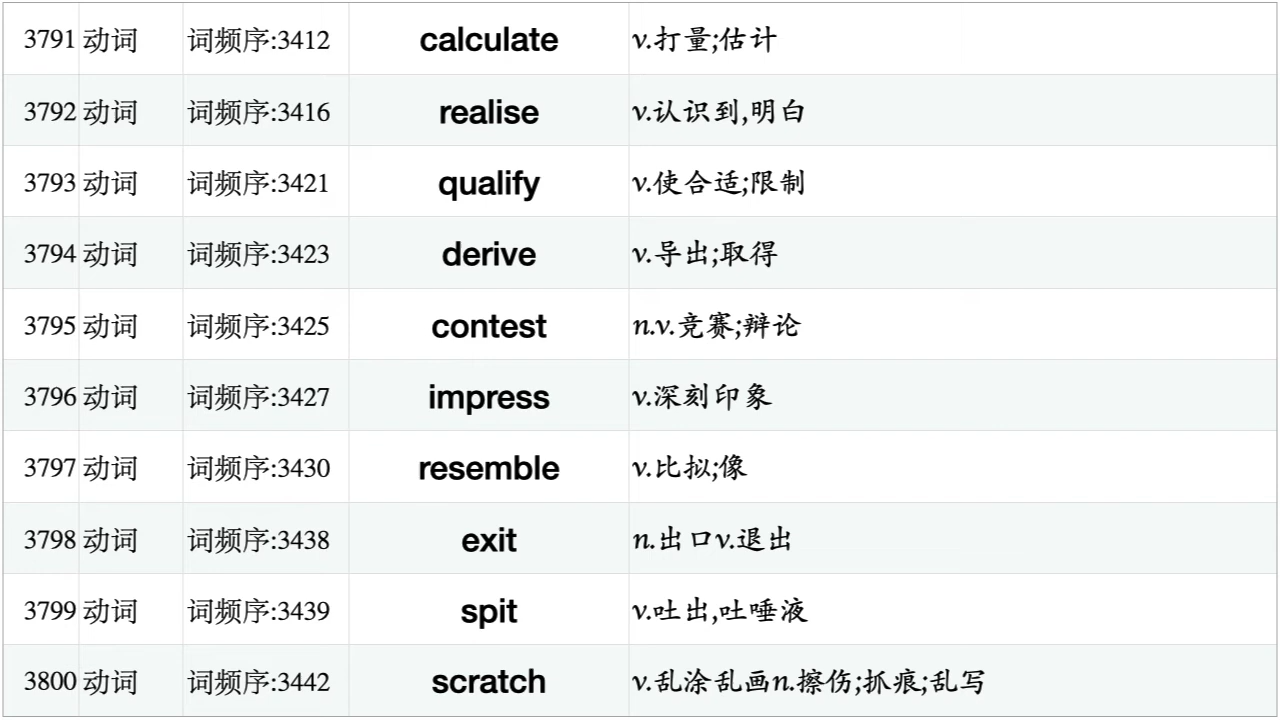 3791 动词 词频序:3412 calculate v.打量;估计
3792 动词 词频序:3416 realise v.认识到,明白
3793 动词 词频序:3421 qualify v.使合适;限制
3794 动词 词频序:3423 derive v.导出;取得
3795 动词 词频序:3425 contest n.v.竞赛;辩论
3796 动词 词频序:3427 impress v.深刻印象
3797 动词 词频序:3430 resemble v.比拟;像
3798 动词 词频序:3438 exit n.出口v.退出
3799 动词 词频序:3439 spit v.吐出,吐唾液
3800 动词 词频序:3442 scratch v.乱涂乱画n.擦伤;抓痕;乱写